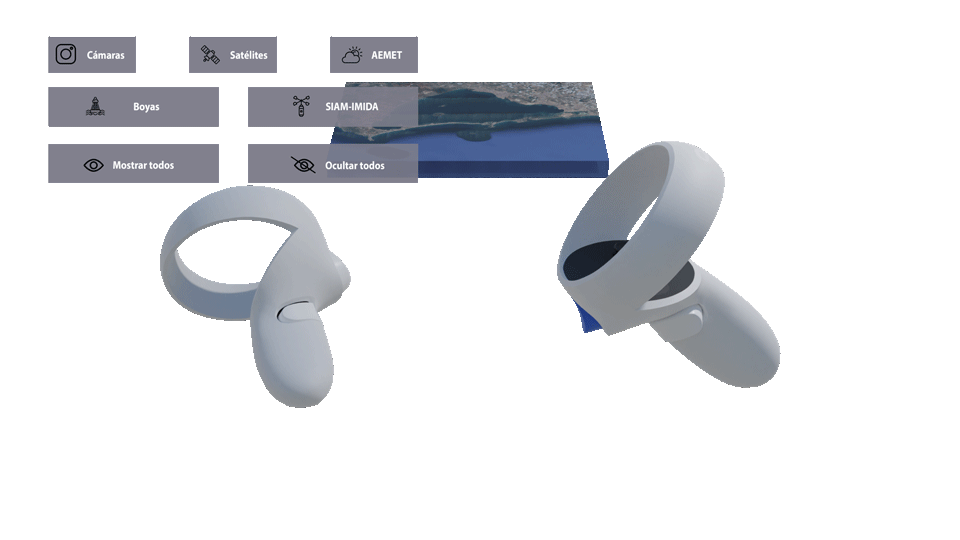 Cámaras
Satélites
AEMET
Boyas
SIAM-IMIDA
Mostrar todos
Ocultar todos